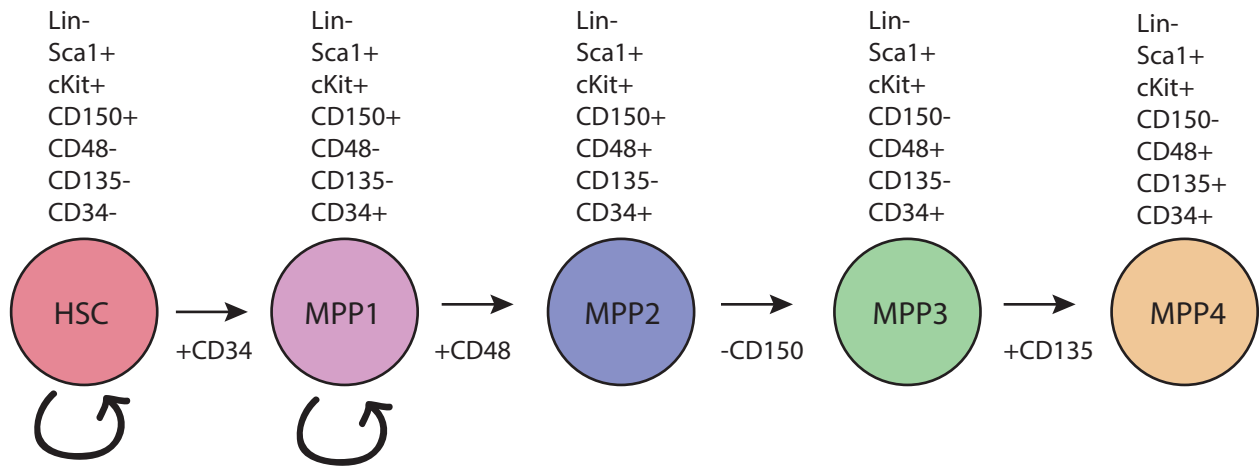 Lin-
Sca1+
cKit+
CD150+
CD48-
CD135-
CD34-
Lin-
Sca1+
cKit+
CD150+
CD48-
CD135-
CD34+
Lin-
Sca1+
cKit+
CD150+
CD48+
CD135-
CD34+
Lin-
Sca1+
cKit+
CD150-
CD48+
CD135-
CD34+
Lin-
Sca1+
cKit+
CD150-
CD48+
CD135+
CD34+
HSC
MPP1
MPP2
MPP3
MPP4
+CD34
+CD48
-CD150
+CD135